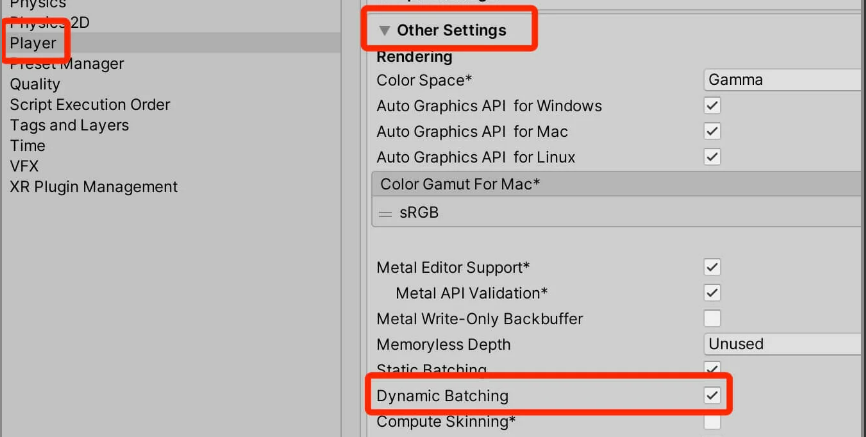 Physics
Physics 2D
Player
Preset Manager
Quality
Script Execution Order
Tags and Layers
Time
VFX
XR Plugin Management
Other Settings
Rendering
Color Space*
Gamma
Auto Graphics API for Windows
Auto Graphics API for Mac
Auto Graphics API for Linux
Color Gamut For Mac*
sRGB
Metal Editor Support*
Metal API Validation*
Metal Write-Only Backbuffer
Memoryless Depth
Unused
Static Batching
Dynamic Batching
Compute Skinning*